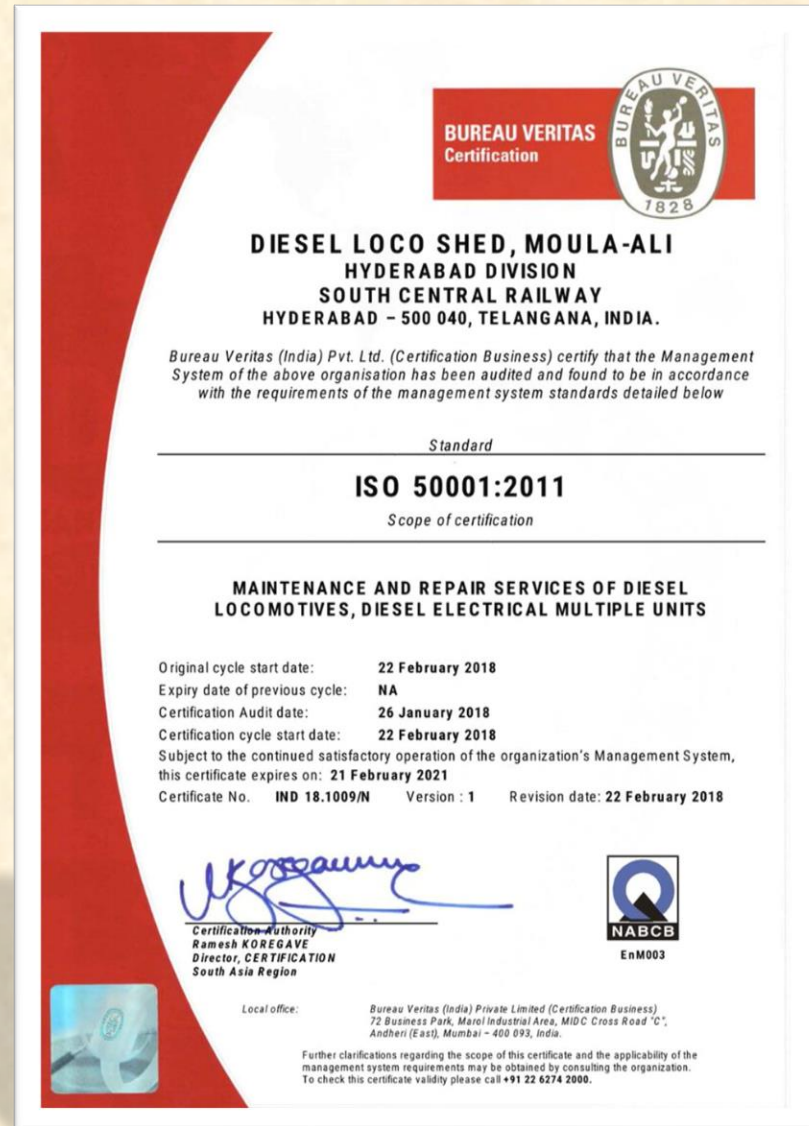 BUREAU VERITAS
Certification
BUREAU VERITAS
1828
DIESEL LOCO SHED, MOULA-ALI
HYDERABAD DIVISION
SOUTH CENTRAL RAILWAY
HYDERABAD – 500 040, TELANGANA, INDIA.
Bureau Veritas (India) Pvt. Ltd. (Certification Business) certify that the Management
System of the above organisation has been audited and found to be in accordance
with the requirements of the management system standards detailed below
Standard
ISO 50001:2011
Scope of certification
MAINTENANCE AND REPAIR SERVICES OF DIESEL
LOCOMOTIVES, DIESEL ELECTRICAL MULTIPLE UNITS
Original cycle start date: 22 February 2018
Expiry date of previous cycle: NA
Certification Audit date: 26 January 2018
Certification cycle start date: 22 February 2018
Subject to the continued satisfactory operation of the organization's Management System,
this certificate expires on: 21 February 2021
Certificate No. IND 18.1009/N Version : 1 Revision date: 22 February 2018
Certification Authority
Ramesh KOREGAVE
Director, CERTIFICATION
South Asia Region
NABCB
EnM003
Local office: Bureau Veritas (India) Private Limited (Certification Business)
72 Business Park, Marol Industrial Area, MIDC Cross Road "C",
Andheri (East), Mumbai – 400 093, India.
Further clarifications regarding the scope of this certificate and the applicability of the
management system requirements may be obtained by consulting the organization.
To check this certificate validity please call +91 22 6274 2000.